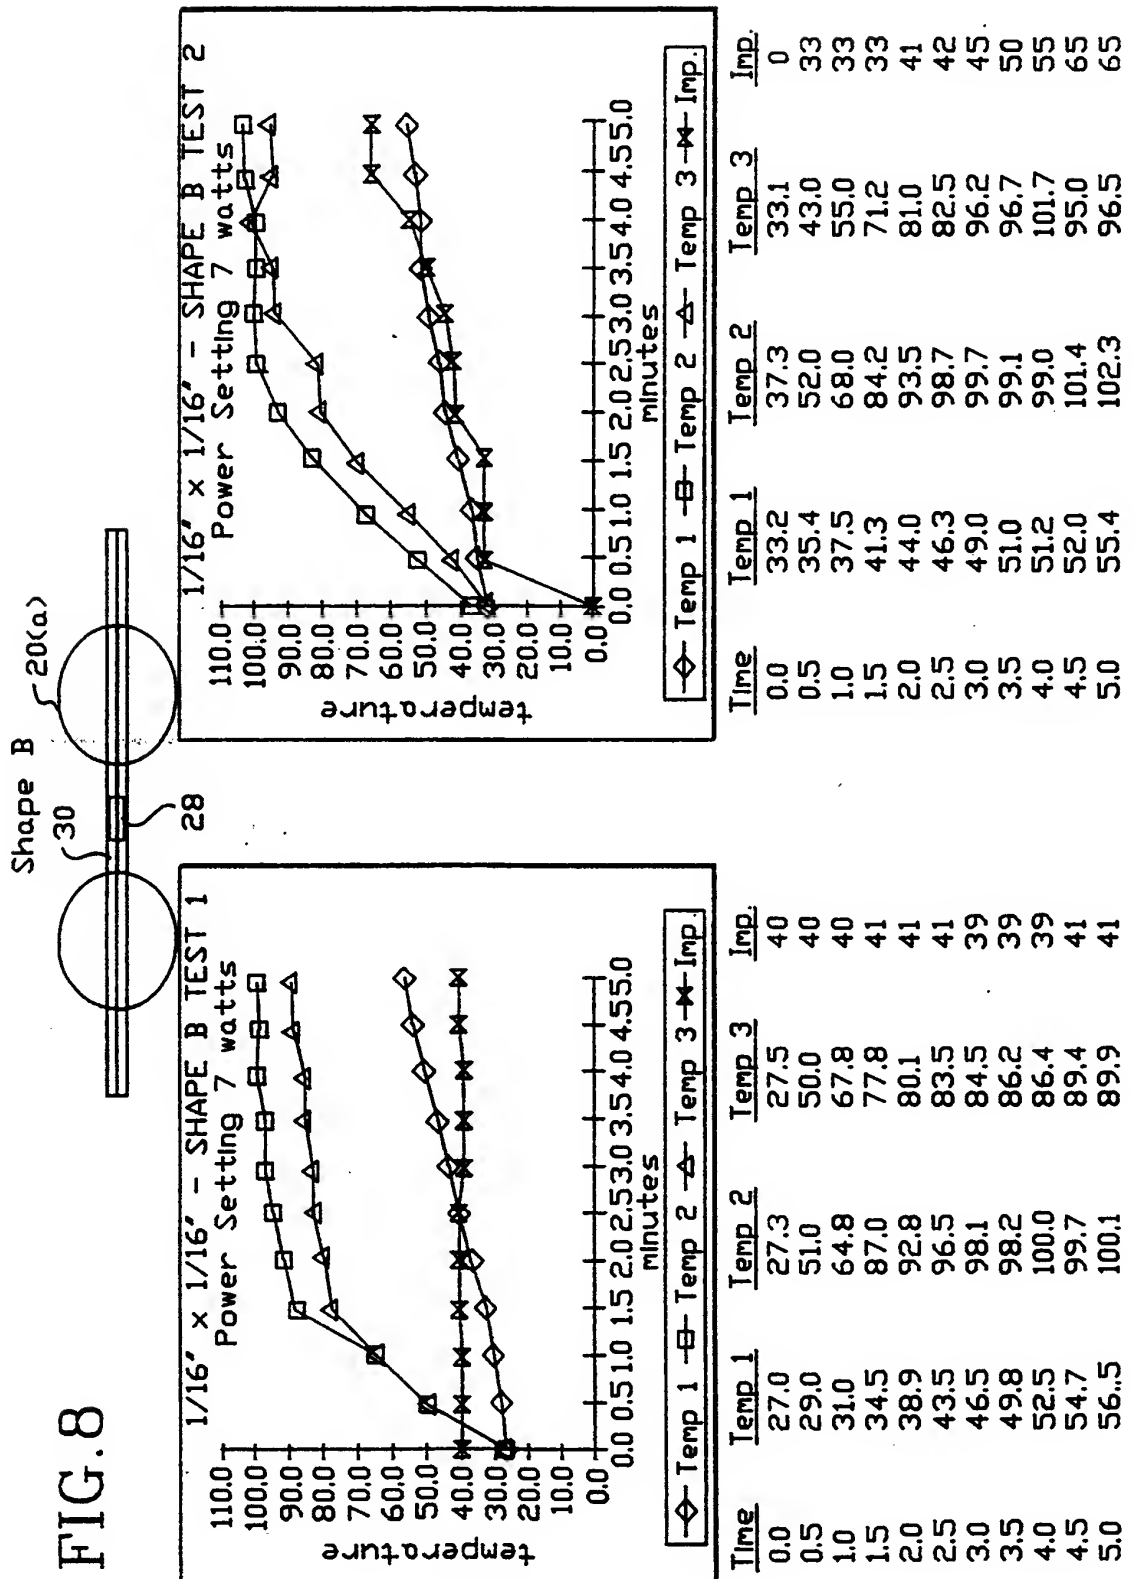 FIG.8
Shape B
30
20(a)
28
1/16" x 1/16" - SHAPE B TEST 1
Power Setting 7 watts
temperature
110.0
100.0
90.0
80.0
70.0
60.0
50.0
40.0
30.0
20.0
10.0
0.0
0.0 0.5 1.0 1.5 2.0 2.5 3.0 3.5 4.0 4.5 5.0
minutes
Temp 1 Temp 2 Temp 3 Imp.
Time Temp 1 Temp 2 Temp 3 Imp.
0.0 27.0 27.3 27.5 40
0.5 29.0 51.0 50.0 40
1.0 31.0 64.8 67.8 40
1.5 34.5 87.0 77.8 41
2.0 38.9 92.8 80.1 41
2.5 43.5 96.5 83.5 41
3.0 46.5 98.1 84.5 39
3.5 49.8 98.2 86.2 39
4.0 52.5 100.0 86.4 39
4.5 54.7 99.7 89.4 41
5.0 56.5 100.1 89.9 41
1/16" x 1/16" - SHAPE B TEST 2
Power Setting 7 watts
temperature
110.0
100.0
90.0
80.0
70.0
60.0
50.0
40.0
30.0
20.0
10.0
0.0
0.0 0.5 1.0 1.5 2.0 2.5 3.0 3.5 4.0 4.5 5.0
minutes
Temp 1 Temp 2 Temp 3 Imp.
Time Temp 1 Temp 2 Temp 3 Imp.
0.0 33.2 37.3 33.1 0
0.5 35.4 52.0 43.0 33
1.0 37.5 68.0 55.0 33
1.5 41.3 84.2 71.2 33
2.0 44.0 93.5 81.0 41
2.5 46.3 98.7 82.5 42
3.0 49.0 99.7 96.2 45
3.5 51.0 99.1 96.7 50
4.0 51.2 99.0 101.7 55
4.5 52.0 101.4 95.0 65
5.0 55.4 102.3 96.5 65